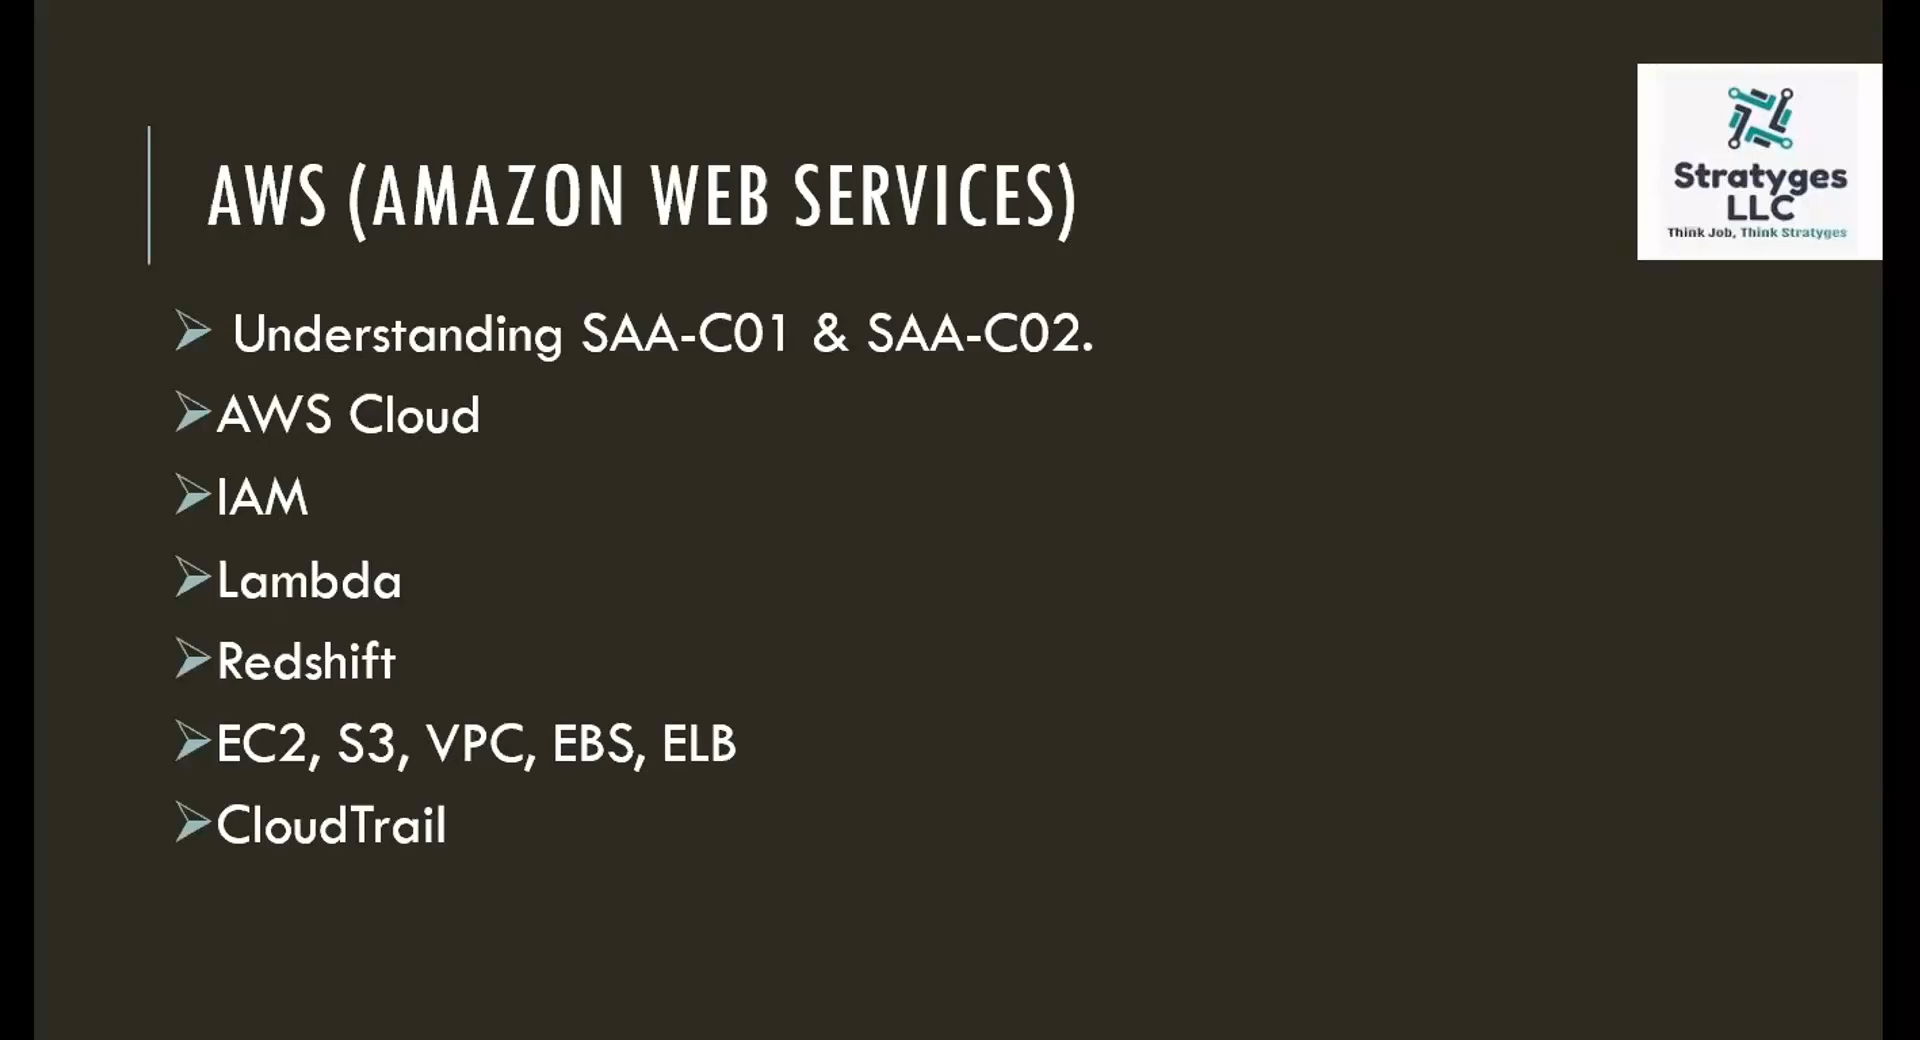 AWS (AMAZON WEB SERVICES)
Stratyges
LLC
Think Job, Think Stratyges
Understanding SAA-C01 & SAA-C02.
AWS Cloud
IAM
Lambda
Redshift
EC2, S3, VPC, EBS, ELB
CloudTrail